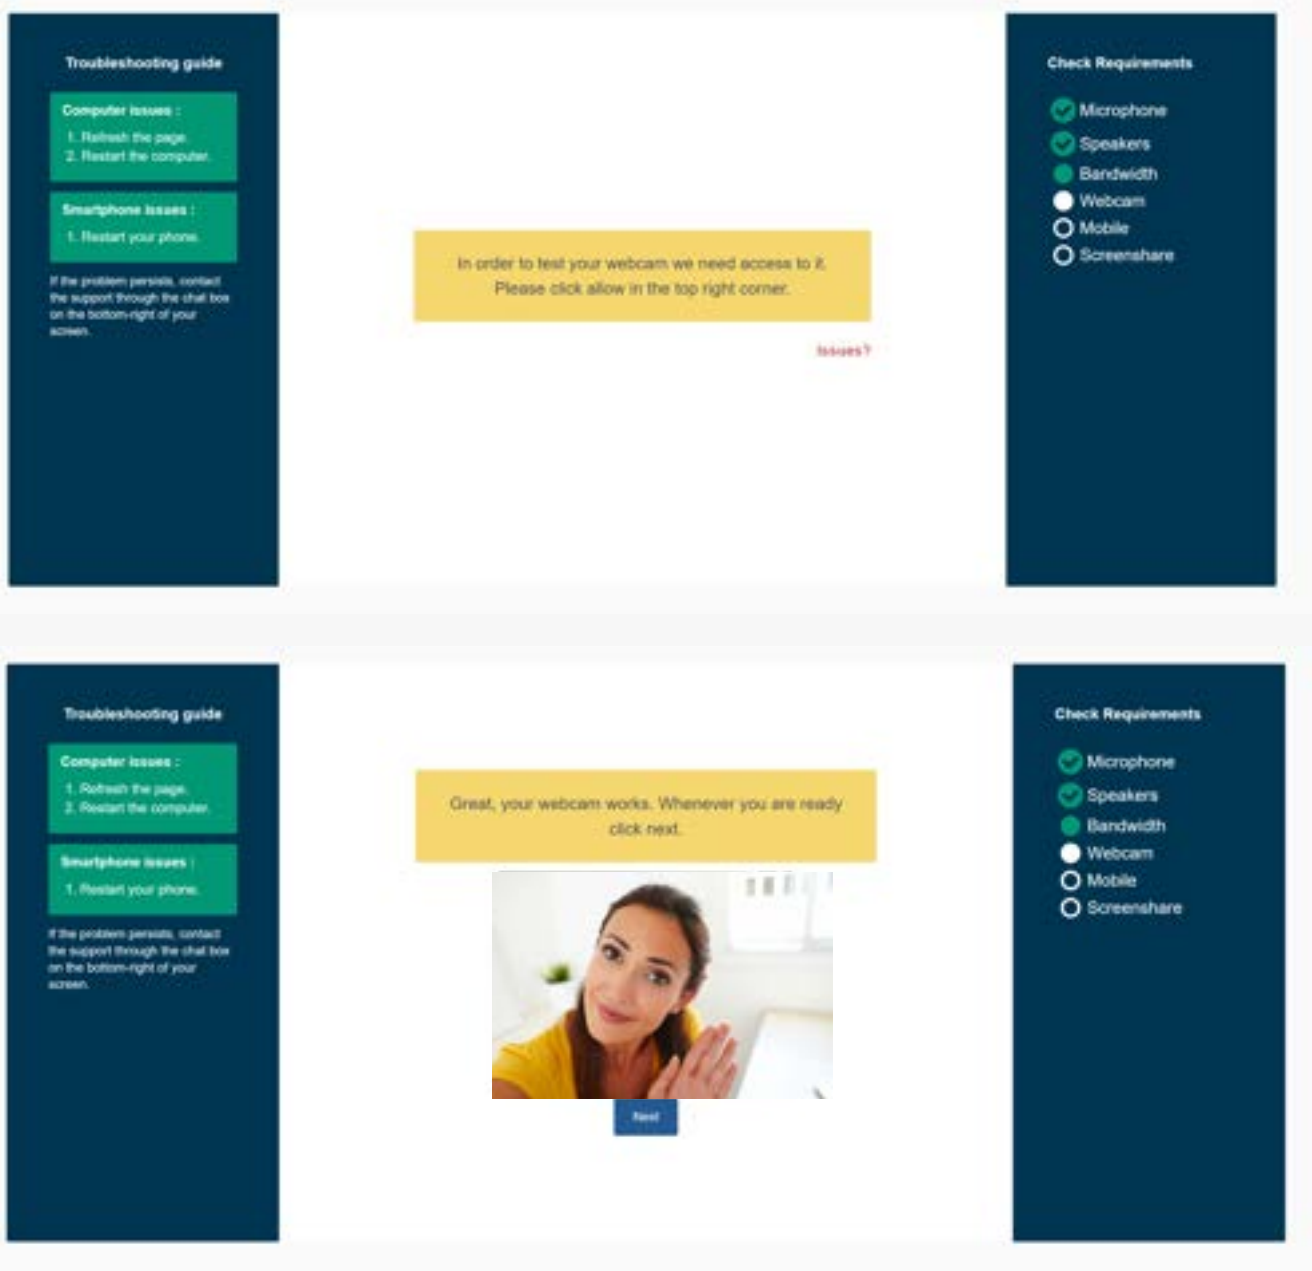 Troubleshooting guide
Computer issues :
1. Refresh the page.
2. Restart the computer.
Smartphone issues :
1. Restart your phone.
If the problem persists, contact
the support through the chat box
on the bottom-right of your
screen.
In order to test your webcam we need access to it.
Please click allow in the top right corner.
Issues?
Check Requirements
Microphone
Speakers
Bandwidth
Webcam
Mobile
Screenshare
Troubleshooting guide
Computer issues :
1. Refresh the page.
2. Restart the computer.
Smartphone issues :
1. Restart your phone.
If the problem persists, contact
the support through the chat box
on the bottom-right of your
screen.
Great, your webcam works. Whenever you are ready
click next.
Next
Check Requirements
Microphone
Speakers
Bandwidth
Webcam
Mobile
Screenshare